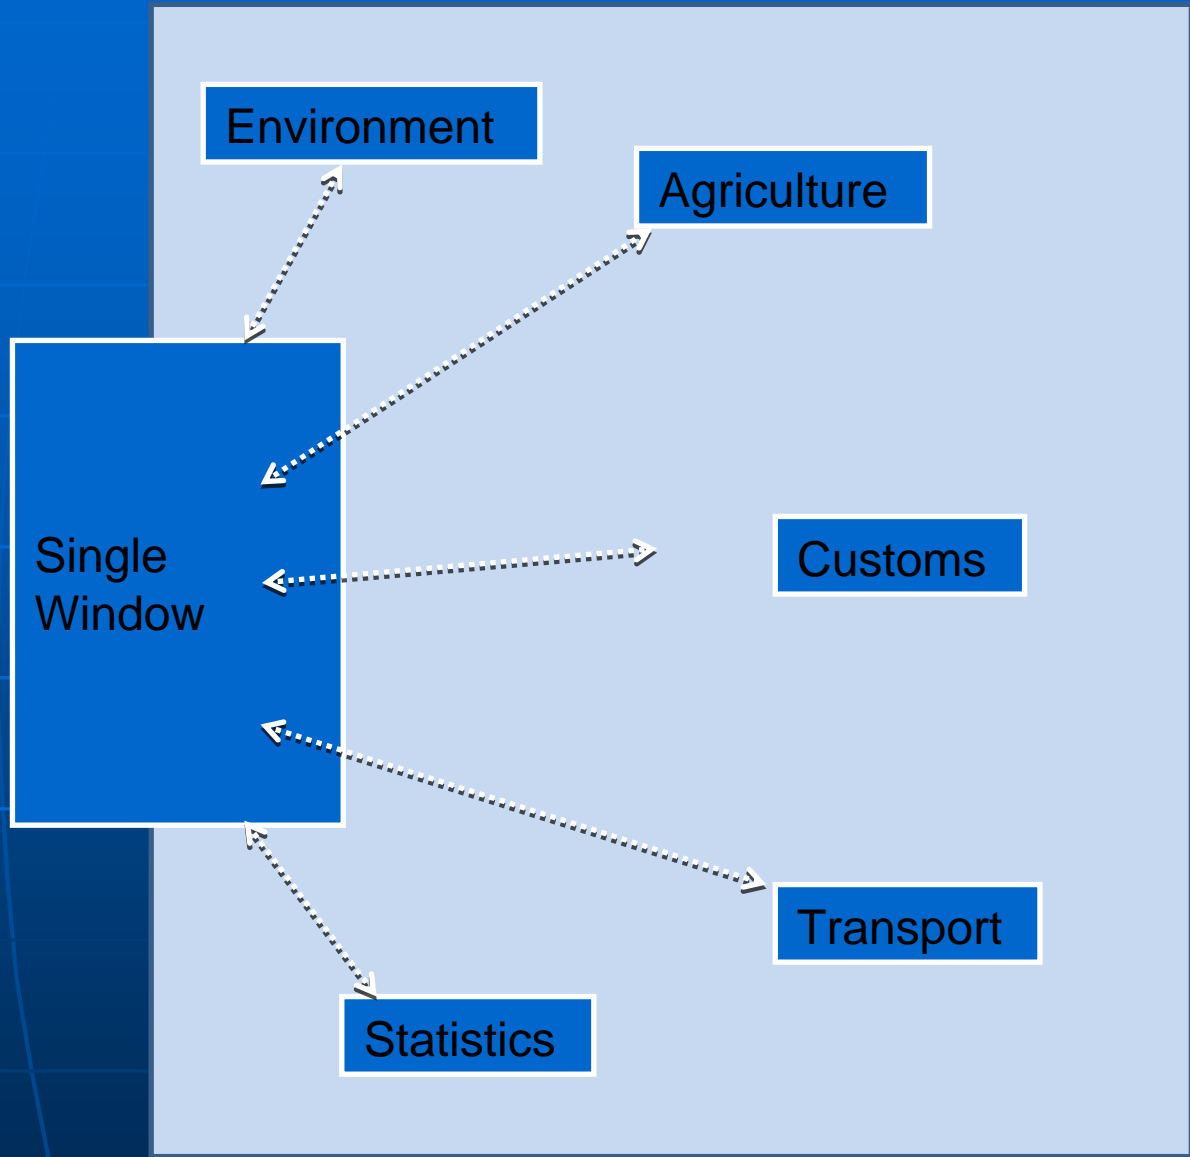 Environment
Agriculture
Single
Window
Customs
Transport
Statistics